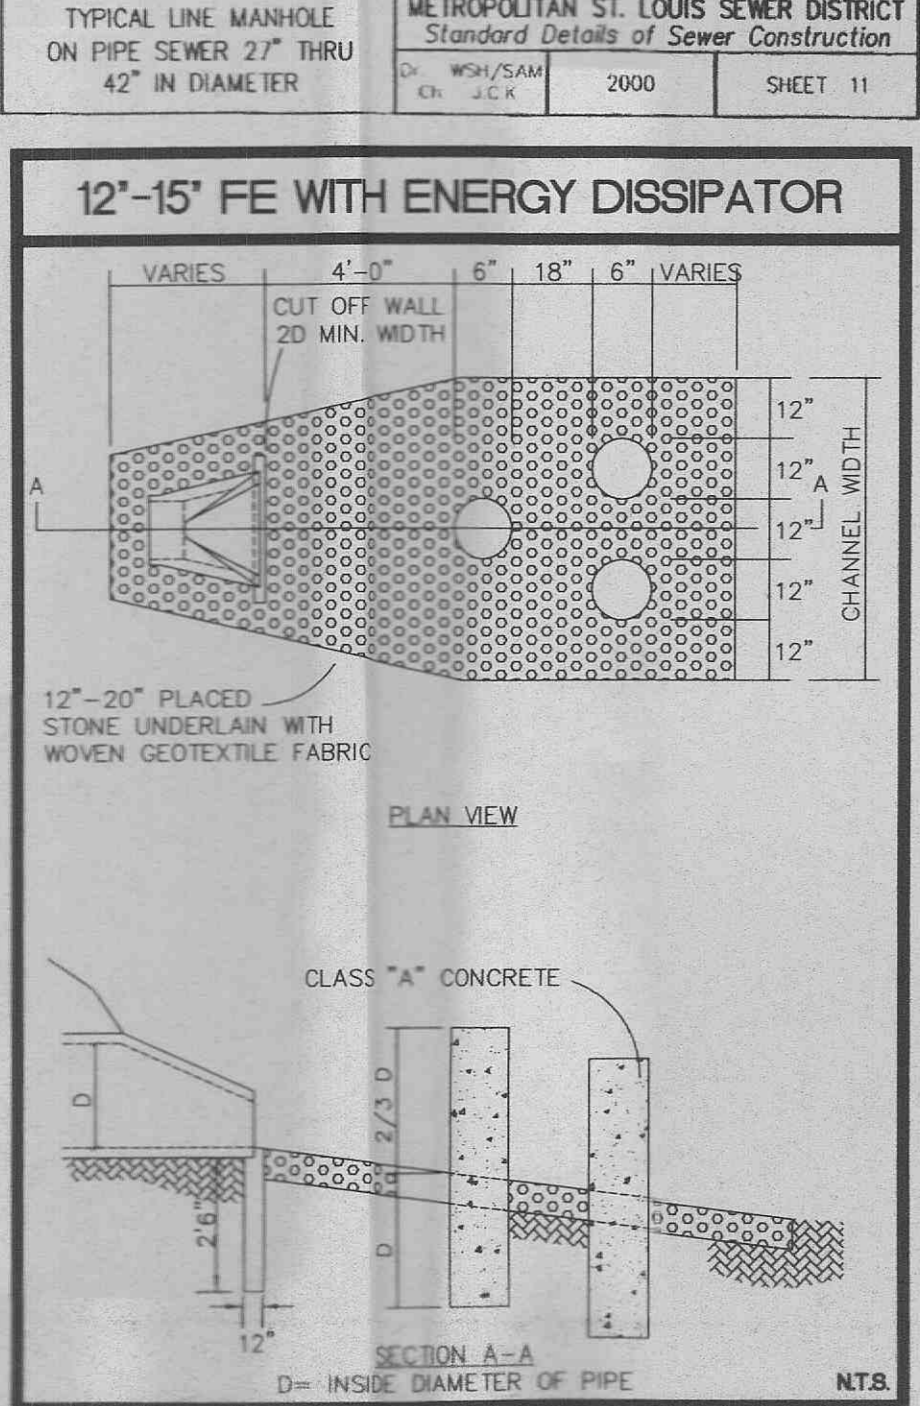 TYPICAL LINE MANHOLE
ON PIPE SEWER 27" THRU
42" IN DIAMETER
METROPOLITAN ST. LOUIS SEWER DISTRICT
Standard Details of Sewer Construction
Dr. WSH/SAM
Ch. J.C.K
2000
SHEET 11
12"-15" FE WITH ENERGY DISSIPATOR
VARIES
4'-0"
6"
18"
6"
VARIES
CUT OFF WALL
2D MIN. WIDTH
12"
12"
12"
12"
12"
CHANNEL WIDTH
A
A
12"-20" PLACED
STONE UNDERLAIN WITH
WOVEN GEOTEXTILE FABRIC
PLAN VIEW
CLASS "A" CONCRETE
D
2/3 D
D
2'6"
12"
SECTION A-A
D= INSIDE DIAMETER OF PIPE
N.T.S.